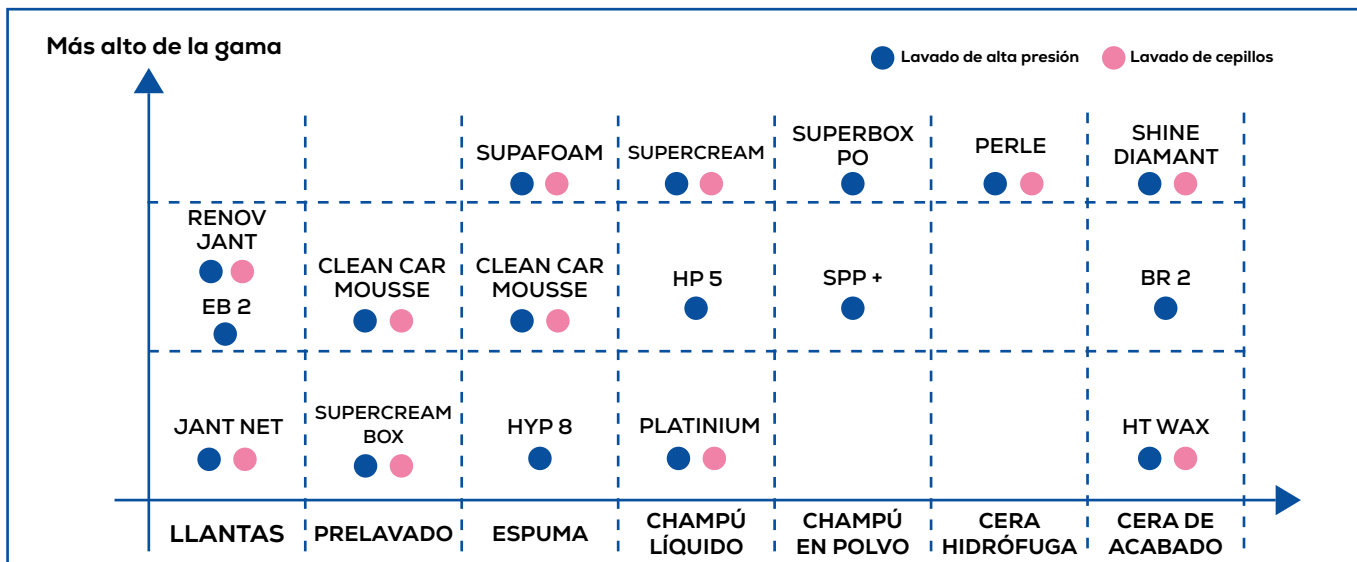 Más alto de la gama
Lavado de alta presión
Lavado de cepillos
SUPAFOAM
SUPERCREAM
SUPERBOX
PO
PERLE
SHINE
DIAMANT
RENOV
JANT
EB 2
CLEAN CAR
MOUSSE
CLEAN CAR
MOUSSE
HP 5
SPP +
BR 2
JANT NET
SUPERCREAM
BOX
HYP 8
PLATINIUM
HT WAX
LLANTAS
PRELAVADO
ESPUMA
CHAMPÚ
LÍQUIDO
CHAMPÚ
EN POLVO
CERA
HIDRÓFUGA
CERA DE
ACABADO